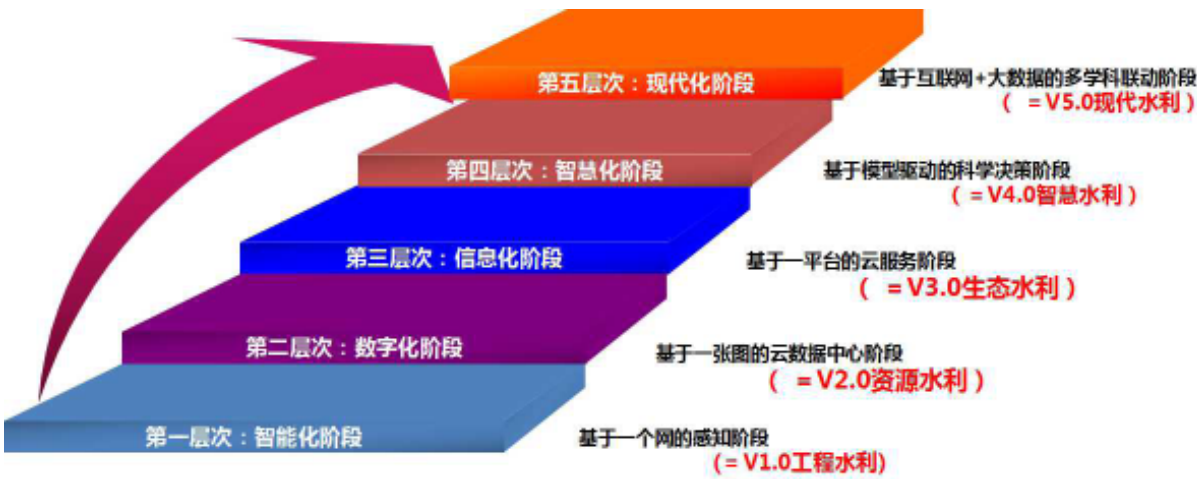 第五层次：现代化阶段
基于互联网+大数据的多学科联动阶段
（ =V5.0现代水利）
第四层次：智慧化阶段
基于模型驱动的科学决策阶段
（ =V4.0智慧水利）
第三层次：信息化阶段
基于一平台的云服务阶段
（ =V3.0生态水利）
第二层次：数字化阶段
基于一张图的云数据中心阶段
（ =V2.0资源水利）
第一层次：智能化阶段
基于一个网的感知阶段
(=V1.0工程水利)